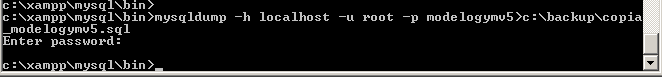 c:\xampp\mysql\bin>
c:\xampp\mysql\bin>mysqldump -h localhost -u root -p modelogymv5>c:\backup\copia
_modelogymv5.sql
Enter password:
c:\xampp\mysql\bin>_